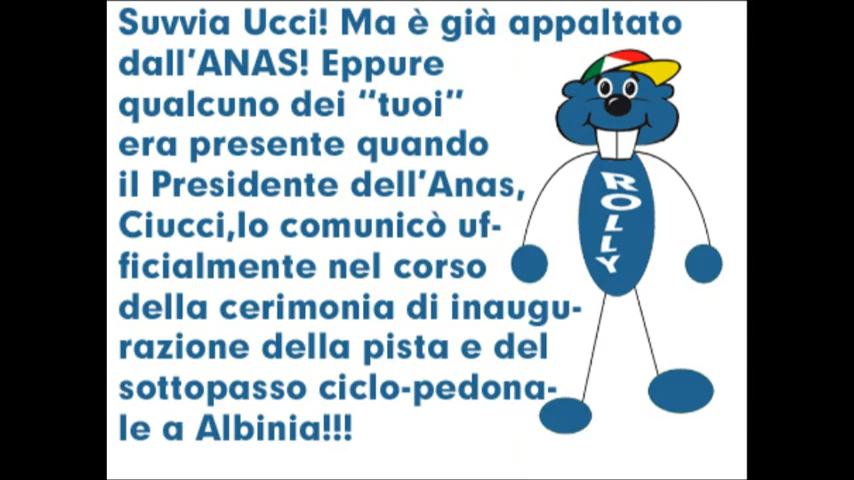 Suvvia Ucci! Ma è già appaltato
dall'ANAS! Eppure
qualcuno dei “tuoi”
era presente quando
il Presidente dell'Anas,
Ciucci,lo comunicò uf-
ficialmente nel corso
della cerimonia di inaugu-
razione della pista e del
sottopasso ciclo-pedona-
le a Albinia!!!
ROLLY